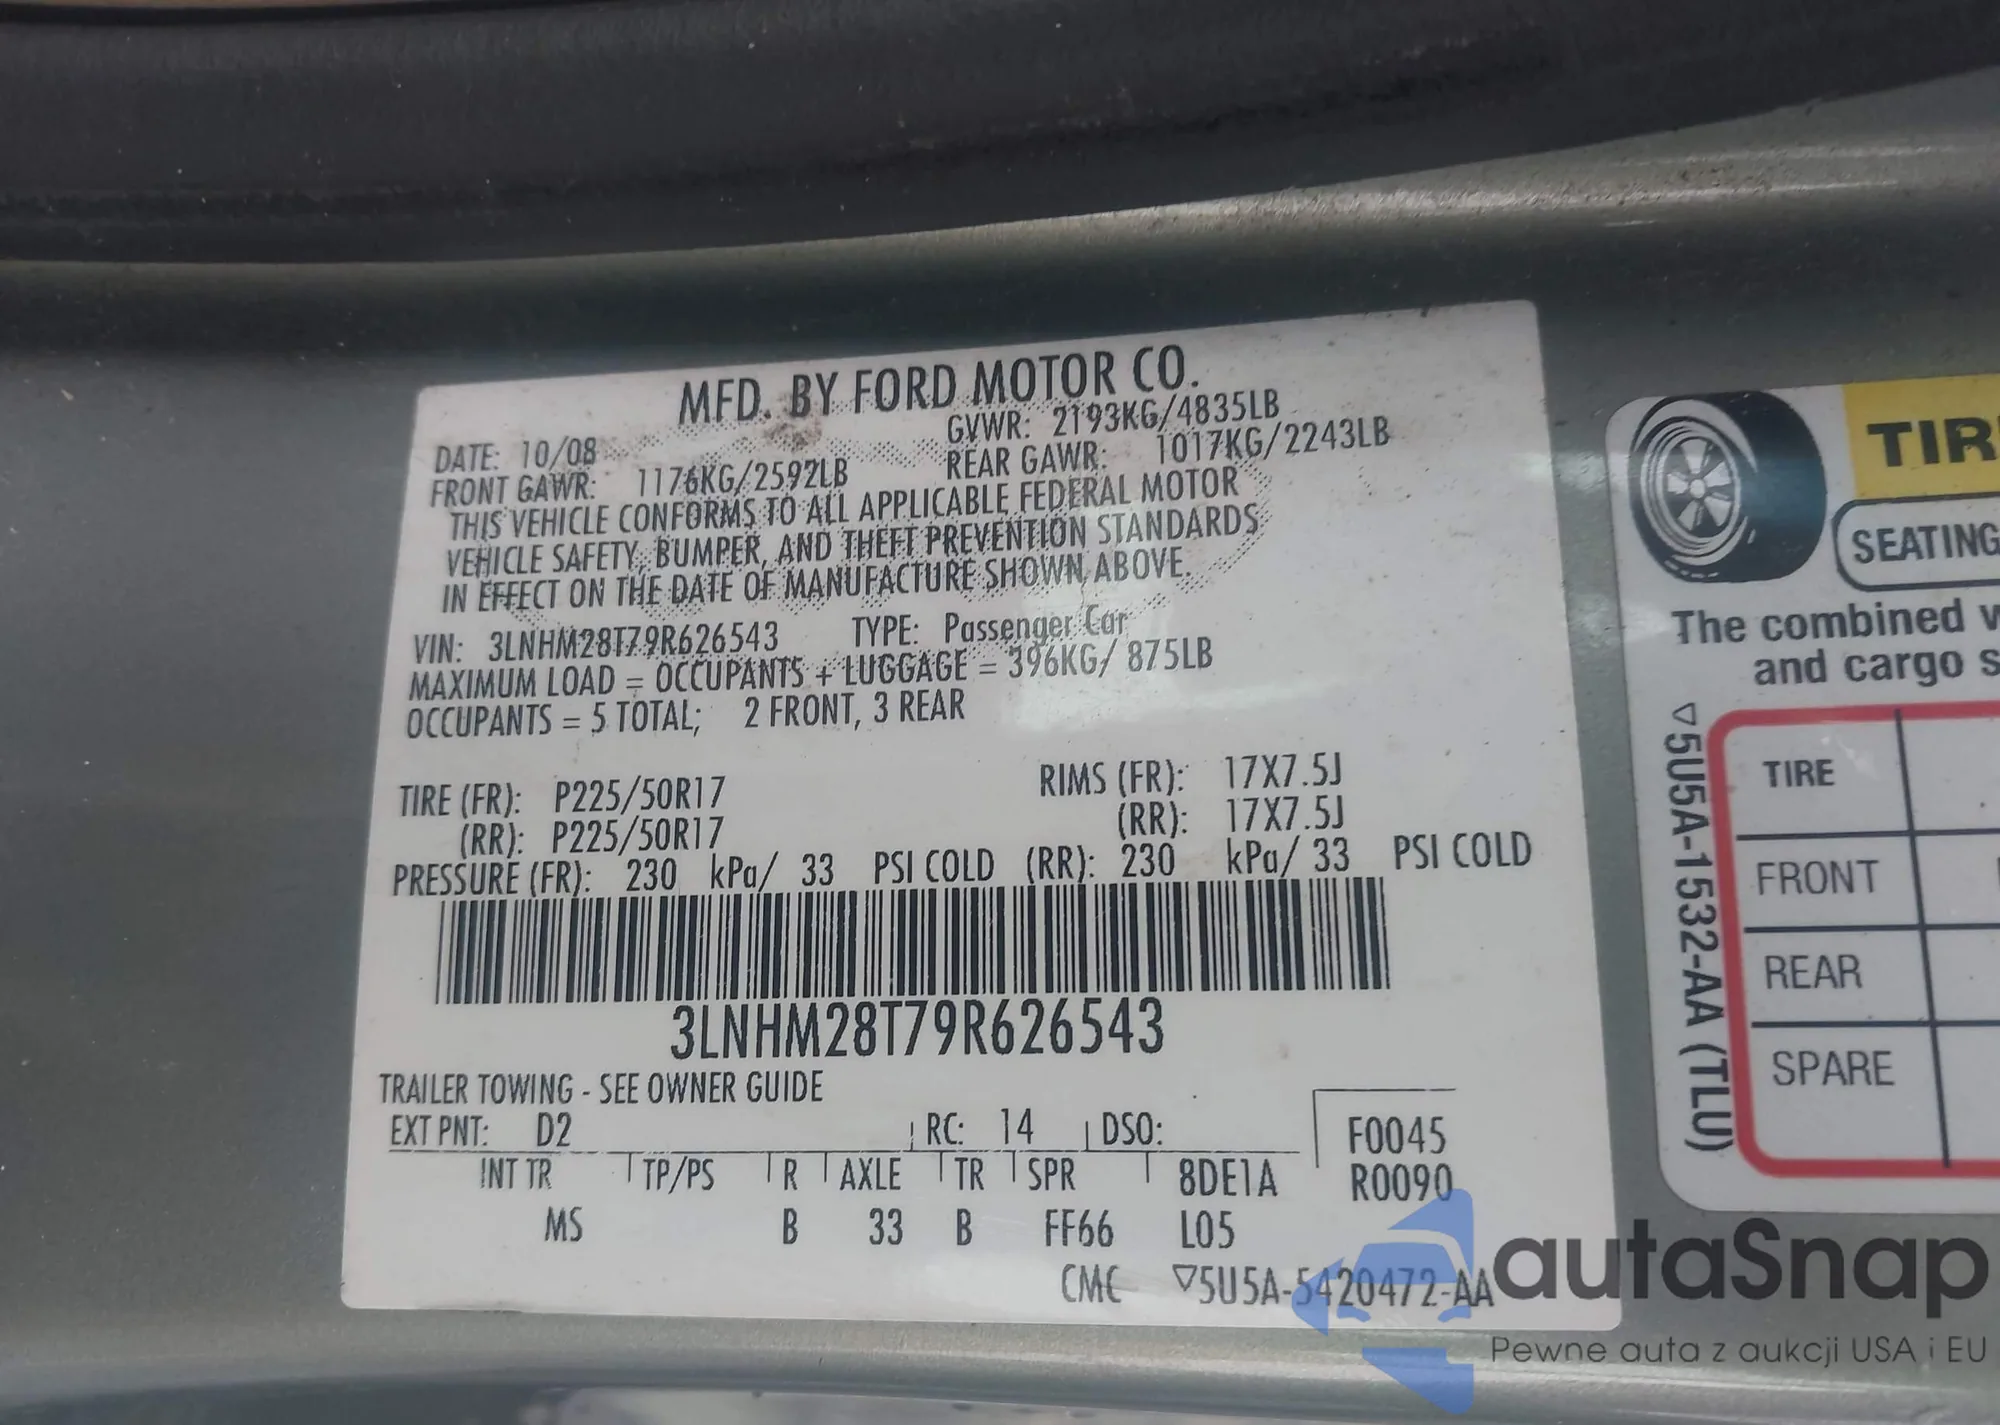 MFD. BY FORD MOTOR CO.
DATE: 10/08 GVWR: 2193KG/4835LB
FRONT GAWR: 1176KG/2592LB REAR GAWR: 1017KG/2243LB
THIS VEHICLE CONFORMS TO ALL APPLICABLE FEDERAL MOTOR
VEHICLE SAFETY, BUMPER, AND THEFT PREVENTION STANDARDS
IN EFFECT ON THE DATE OF MANUFACTURE SHOWN ABOVE.
VIN: 3LNHM28T79R626543 TYPE: Passenger Car
MAXIMUM LOAD = OCCUPANTS + LUGGAGE = 396KG/ 875LB
OCCUPANTS = 5 TOTAL; 2 FRONT, 3 REAR
TIRE (FR): P225/50R17 RIMS (FR): 17X7.5J
(RR): P225/50R17 (RR): 17X7.5J
PRESSURE (FR): 230 kPa/ 33 PSI COLD (RR): 230 kPa/ 33 PSI COLD
3LNHM28T79R626543
TRAILER TOWING - SEE OWNER GUIDE
EXT PNT: D2 RC: 14 DSO: F0045
INT TR TP/PS R AXLE TR SPR 8DE1A R0090
MS B 33 B FF66 L05
CMC ▽5U5A-5420472-AA
TIR
SEATING
The combined
and cargo
▽5U5A-1532-AA (TLU)
TIRE
FRONT
REAR
SPARE
autaSnap
Pewne auta z aukcji USA i EU